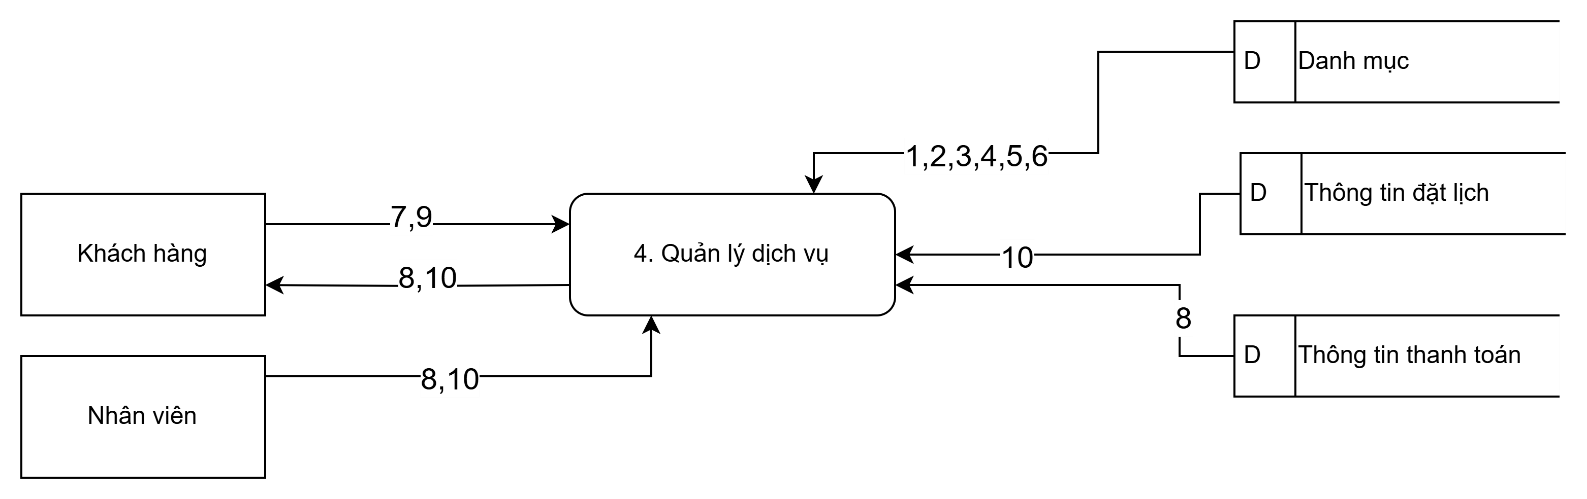 D
Danh mục
1,2,3,4,5,6
D
Thông tin đặt lịch
7,9
Khách hàng
4. Quản lý dịch vụ
10
8,10
8
D
Thông tin thanh toán
8,10
Nhân viên